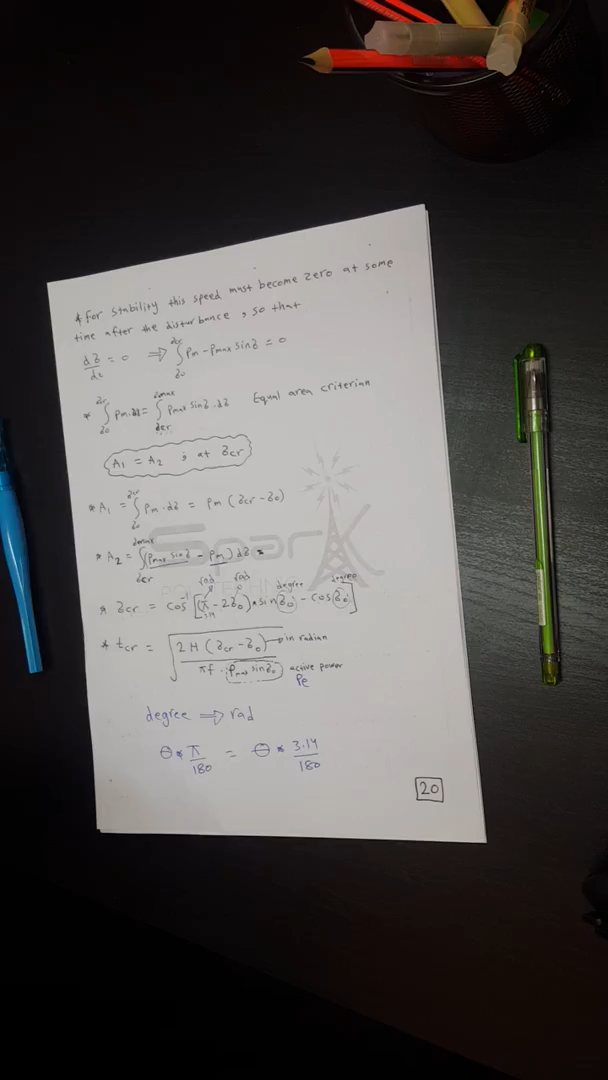 * for stability this speed must become zero at some
time after the disturbance, so that
dδ/dt = 0 ⇒ ∫δ0^δcr Pm - Pmax sinδ = 0
* ∫δ0^δcr Pm.dδ = ∫δcr^δmax Pmax sinδ . dδ Equal area criterian
A1 = A2 ; at δcr
* A1 = ∫δ0^δcr Pm . dδ = Pm (δcr - δ0)
* A2 = ∫δcr^δmax (Pmax sinδ - Pm) dδ
rad rad degree degree
* δcr = cos⁻¹ [(π - 2δ0) * sin δ0 - cos δ0]
3.14
* tcr = √(2H (δcr - δ0) / πf . Pmax sinδ0) → in radian
active power
Pe
degree ⇒ rad
θ * π/180 = θ * 3.14/180
20
Spark